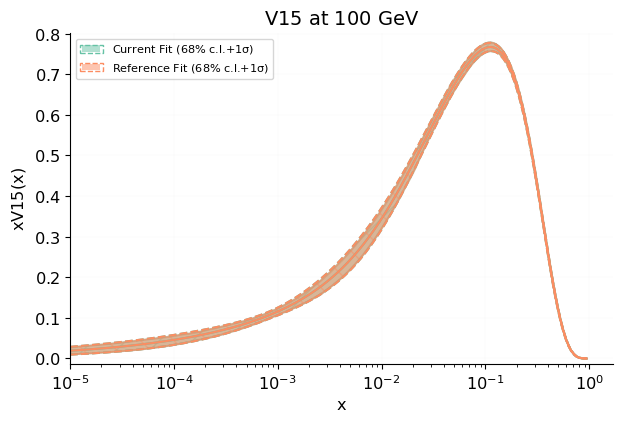 V15 at 100 GeV
Current Fit (68% c.l.+1σ)
Reference Fit (68% c.l.+1σ)
xV15(x)
0.8
0.7
0.6
0.5
0.4
0.3
0.2
0.1
0.0
10⁻⁵ 10⁻⁴ 10⁻³ 10⁻² 10⁻¹ 10⁰
x